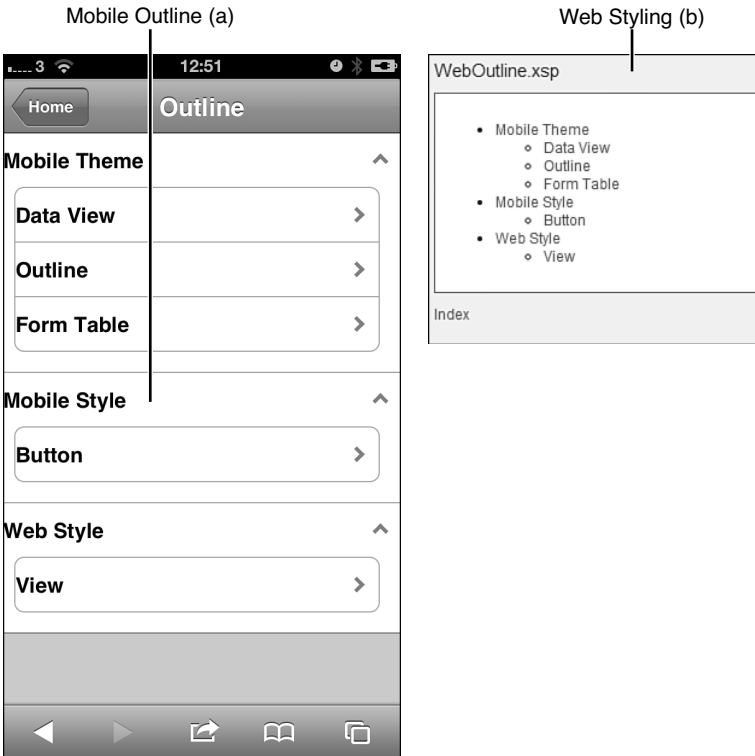 Mobile Outline (a)
Web Styling (b)
3 12:51
Home Outline
Mobile Theme
Data View
Outline
Form Table
Mobile Style
Button
Web Style
View
WebOutline.xsp
Mobile Theme
Data View
Outline
Form Table
Mobile Style
Button
Web Style
View
Index